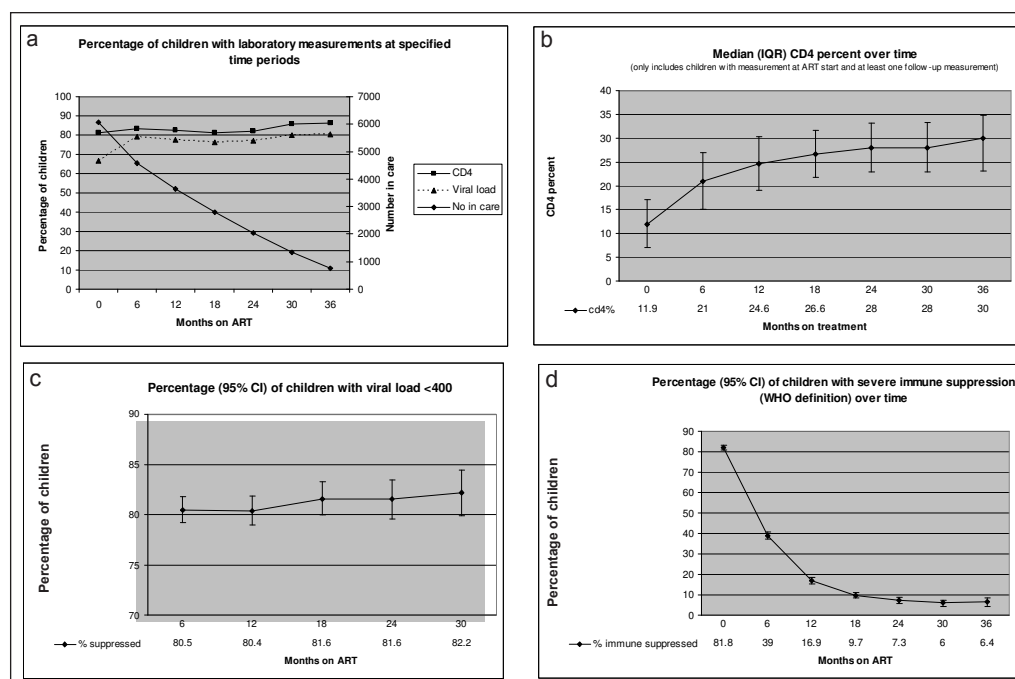 a
Percentage of children with laboratory measurements at specified
time periods
100
90
80
70
60
50
40
30
20
10
0
Percentage of children
7000
6000
5000
4000
3000
2000
1000
0
Number in care
CD4
Viral load
No in care
0 6 12 18 24 30 36
Months on ART
b
Median (IQR) CD4 percent over time
(only includes children with measurement at ART start and at least one follow -up measurement)
40
35
30
25
20
15
10
5
0
CD4 percent
0 6 12 18 24 30 36
cd4% 11.9 21 24.6 26.6 28 28 30
Months on treatment
c
Percentage (95% CI) of children with viral load <400
90
85
80
75
70
Percentage of children
6 12 18 24 30
% suppressed 80.5 80.4 81.6 81.6 82.2
Months on ART
d
Percentage (95% CI) of children with severe immune suppression
(WHO definition) over time
90
80
70
60
50
40
30
20
10
0
Percentage of children
0 6 12 18 24 30 36
% immune suppressed 81.8 39 16.9 9.7 7.3 6 6.4
Months on ART